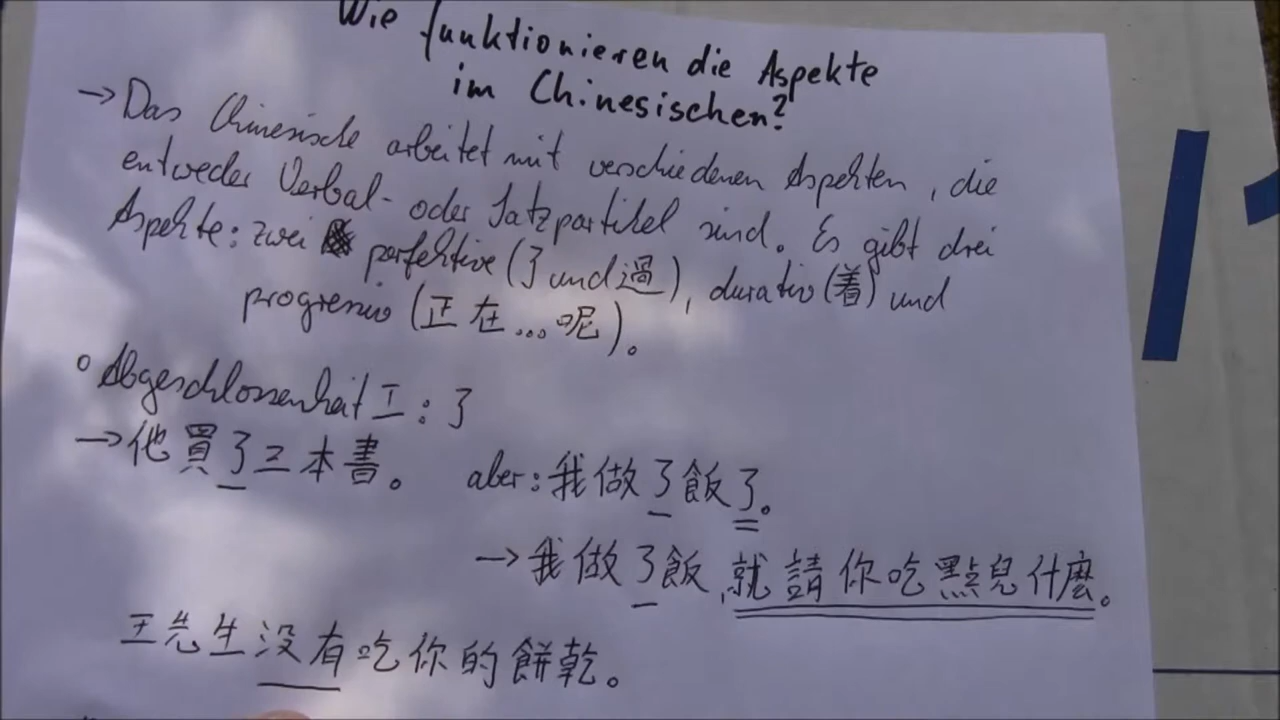 Wie funktionieren die Aspekte
im Chinesischen?
→ Das Chinesische arbeitet mit verschiedenen Aspekten, die
entweder Verbal- oder Satzpartikel sind. Es gibt drei
Aspekte: zwei perfektive (了 und 過), durativ (着) und
progressiv (正在...呢).
○ Abgeschlossenheit I: 了
→ 他買了三本書。 aber: 我做了飯了。
→ 我做了飯,就請你吃點兒什麼。
王先生没有吃你的餅乾。